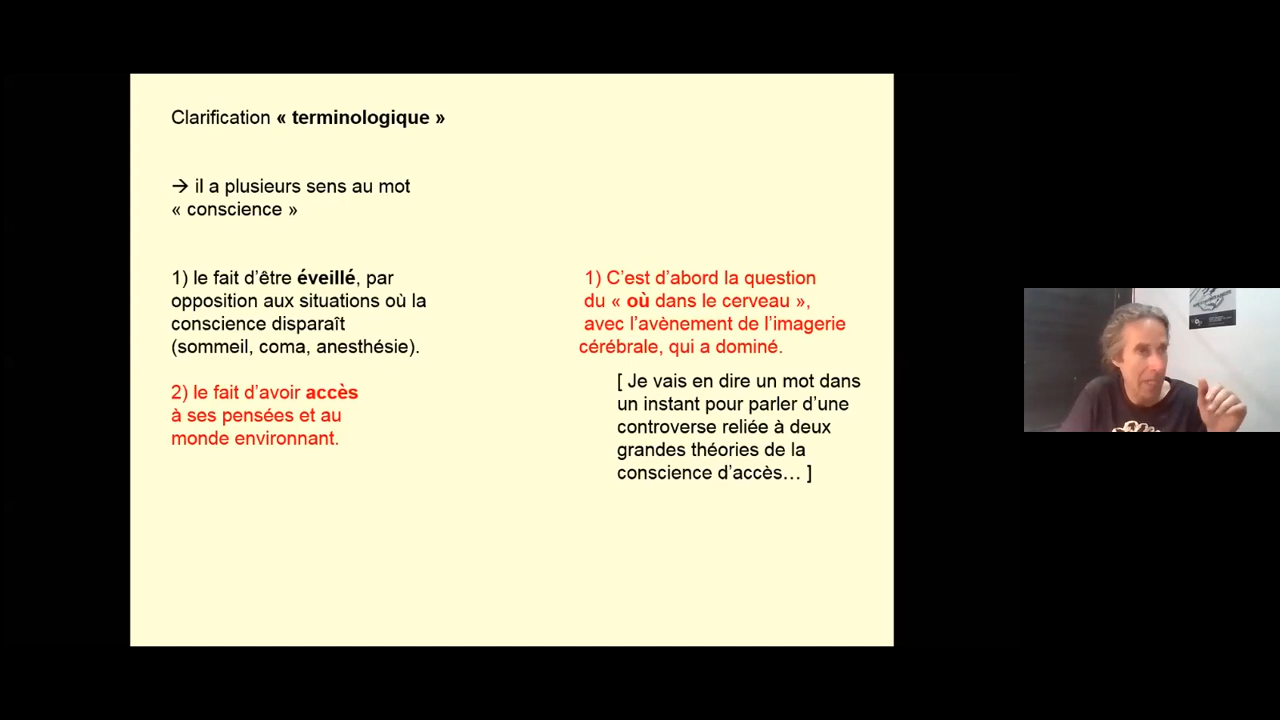 Clarification « terminologique »
→ il a plusieurs sens au mot
« conscience »
1) le fait d’être éveillé, par
opposition aux situations où la
conscience disparaît
(sommeil, coma, anesthésie).
2) le fait d’avoir accès
à ses pensées et au
monde environnant.
1) C’est d’abord la question
du « où dans le cerveau »,
avec l’avènement de l’imagerie
cérébrale, qui a dominé.
[ Je vais en dire un mot dans
un instant pour parler d’une
controverse reliée à deux
grandes théories de la
conscience d’accès… ]